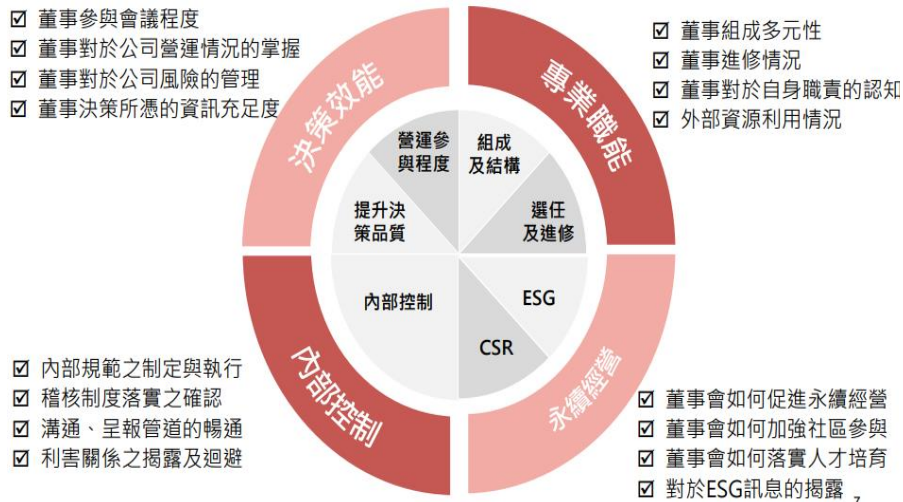 ☑ 董事參與會議程度
☑ 董事對於公司營運情況的掌握
☑ 董事對於公司風險的管理
☑ 董事決策所憑的資訊充足度
☑ 董事組成多元性
☑ 董事進修情況
☑ 董事對於自身職責的認知
☑ 外部資源利用情況
決策效能
專業職能
營運參
與程度
組成
及結構
提升決
策品質
選任
及進修
內部控制
ESG
CSR
內部控制
永續經營
☑ 內部規範之制定與執行
☑ 稽核制度落實之確認
☑ 溝通、呈報管道的暢通
☑ 利害關係之揭露及迴避
☑ 董事會如何促進永續經營
☑ 董事會如何加強社區參與
☑ 董事會如何落實人才培育
☑ 對於ESG訊息的揭露
7